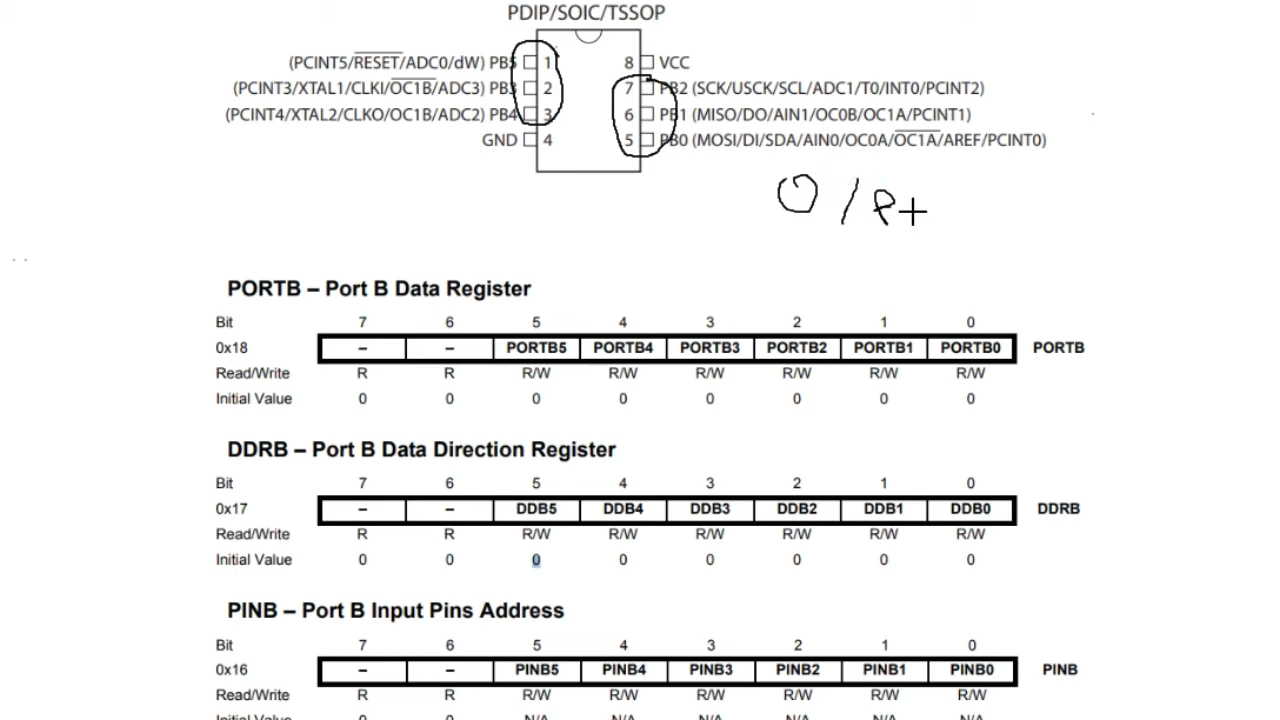 PDIP/SOIC/TSSOP
(PCINT5/RESET/ADC0/dW) PB5 1 8 VCC
(PCINT3/XTAL1/CLKI/OC1B/ADC3) PB3 2 7 PB2 (SCK/USCK/SCL/ADC1/T0/INT0/PCINT2)
(PCINT4/XTAL2/CLKO/OC1B/ADC2) PB4 3 6 PB1 (MISO/DO/AIN1/OC0B/OC1A/PCINT1)
GND 4 5 PB0 (MOSI/DI/SDA/AIN0/OC0A/OC1A/AREF/PCINT0)
O/P
PORTB – Port B Data Register
Bit 7 6 5 4 3 2 1 0
0x18 – – PORTB5 PORTB4 PORTB3 PORTB2 PORTB1 PORTB0 PORTB
Read/Write R R R/W R/W R/W R/W R/W R/W
Initial Value 0 0 0 0 0 0 0 0
DDRB – Port B Data Direction Register
Bit 7 6 5 4 3 2 1 0
0x17 – – DDB5 DDB4 DDB3 DDB2 DDB1 DDB0 DDRB
Read/Write R R R/W R/W R/W R/W R/W R/W
Initial Value 0 0 0 0 0 0 0 0
PINB – Port B Input Pins Address
Bit 7 6 5 4 3 2 1 0
0x16 – – PINB5 PINB4 PINB3 PINB2 PINB1 PINB0 PINB
Read/Write R R R/W R/W R/W R/W R/W R/W
Initial Value 0 0 N/A N/A N/A N/A N/A N/A